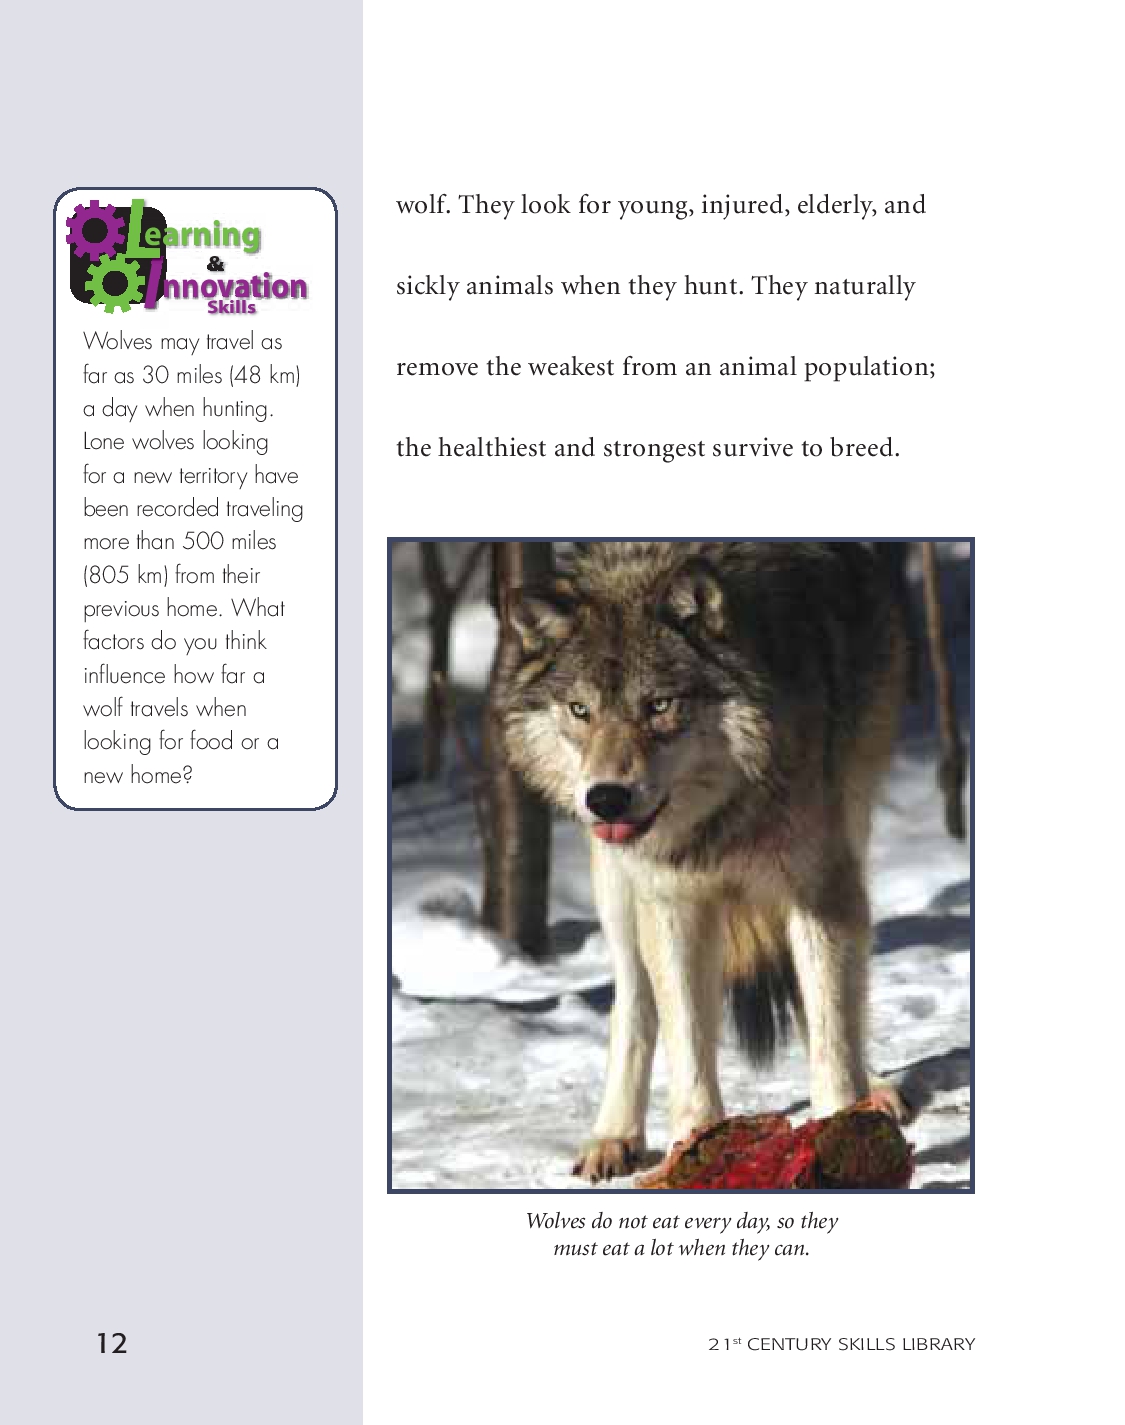 Learning
&
Innovation
Skills
Wolves may travel as
far as 30 miles (48 km)
a day when hunting.
Lone wolves looking
for a new territory have
been recorded traveling
more than 500 miles
(805 km) from their
previous home. What
factors do you think
influence how far a
wolf travels when
looking for food or a
new home?
wolf. They look for young, injured, elderly, and
sickly animals when they hunt. They naturally
remove the weakest from an animal population;
the healthiest and strongest survive to breed.
Wolves do not eat every day, so they
must eat a lot when they can.
12
21st CENTURY SKILLS LIBRARY